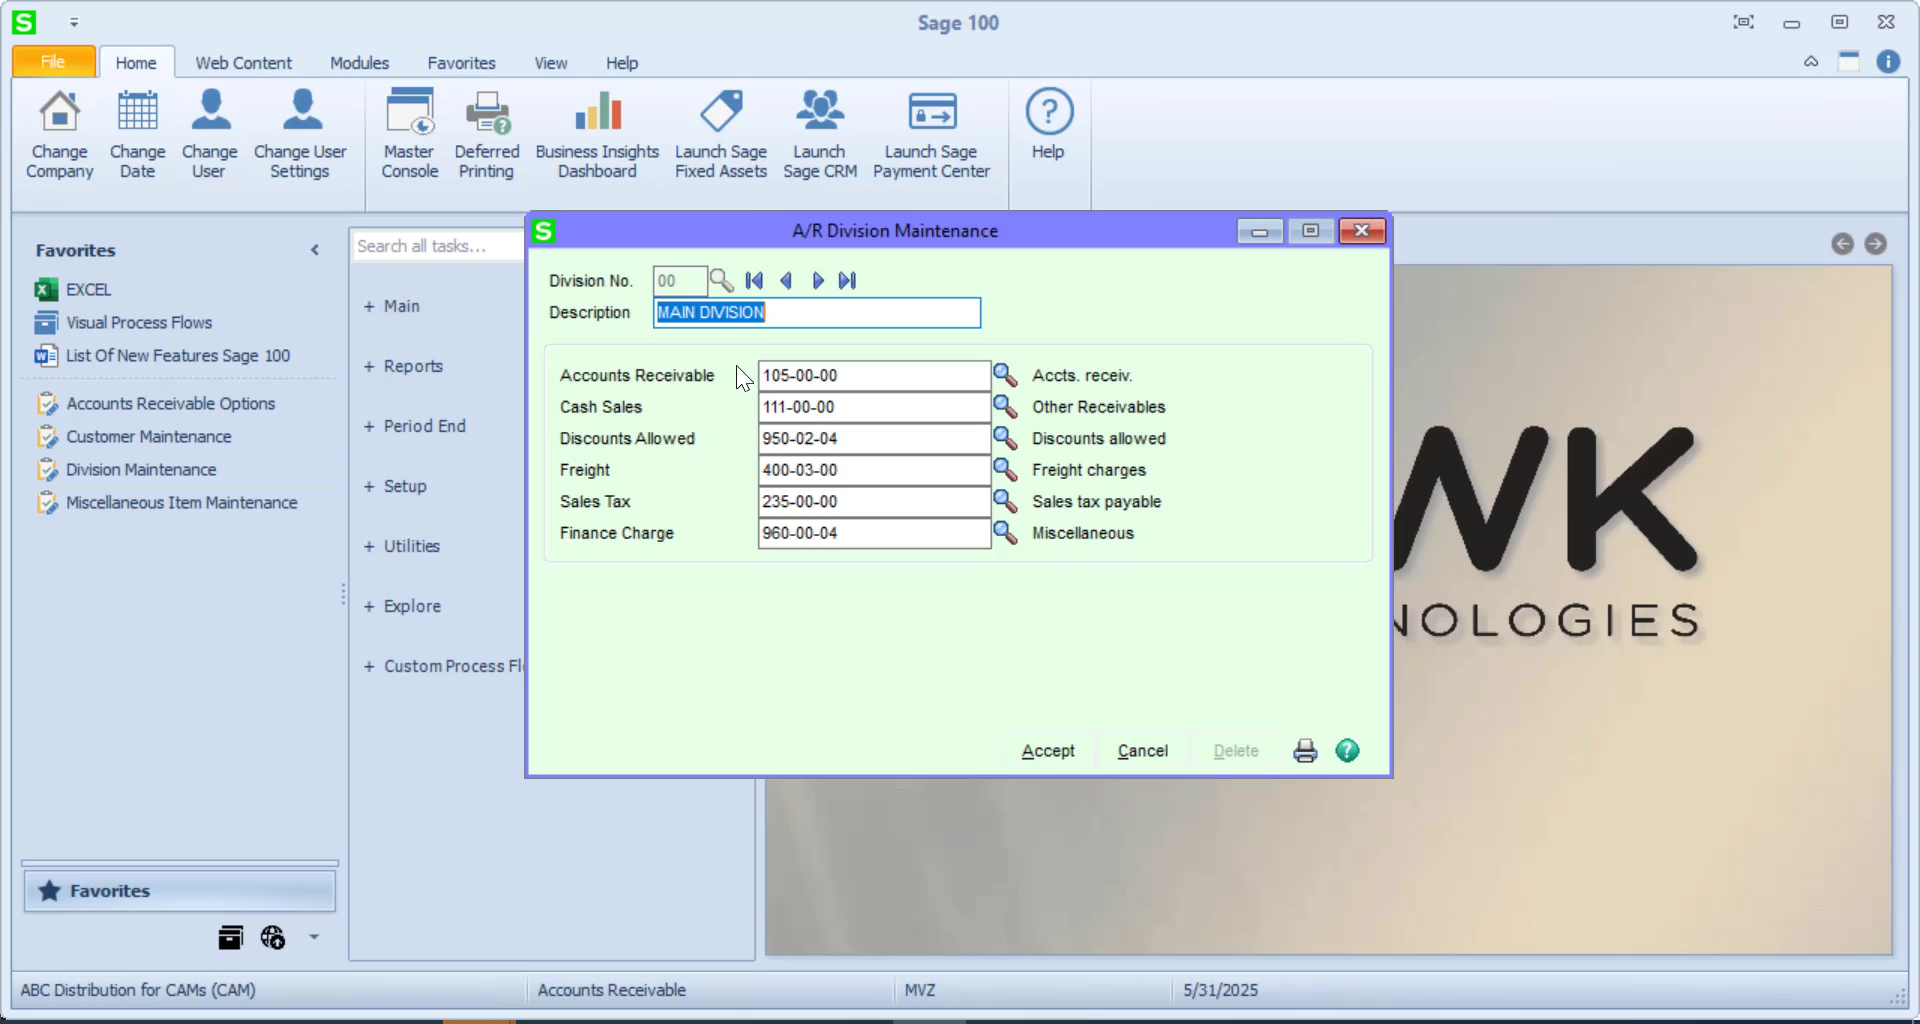 S
Sage 100
File
Home
Web Content
Modules
Favorites
View
Help
Change Company
Change Date
Change User
Change User Settings
Master Console
Deferred Printing
Business Insights Dashboard
Launch Sage Fixed Assets
Launch Sage CRM
Launch Sage Payment Center
Help
Favorites
EXCEL
Visual Process Flows
List Of New Features Sage 100
Accounts Receivable Options
Customer Maintenance
Division Maintenance
Miscellaneous Item Maintenance
Favorites
Search all tasks...
+ Main
+ Reports
+ Period End
+ Setup
+ Utilities
+ Explore
+ Custom Process Fl
S
A/R Division Maintenance
Division No. 00
Description MAIN DIVISION
Accounts Receivable 105-00-00 Accts. receiv.
Cash Sales 111-00-00 Other Receivables
Discounts Allowed 950-02-04 Discounts allowed
Freight 400-03-00 Freight charges
Sales Tax 235-00-00 Sales tax payable
Finance Charge 960-00-04 Miscellaneous
Accept
Cancel
Delete
WK
NOLOGIES
ABC Distribution for CAMs (CAM)
Accounts Receivable
MVZ
5/31/2025